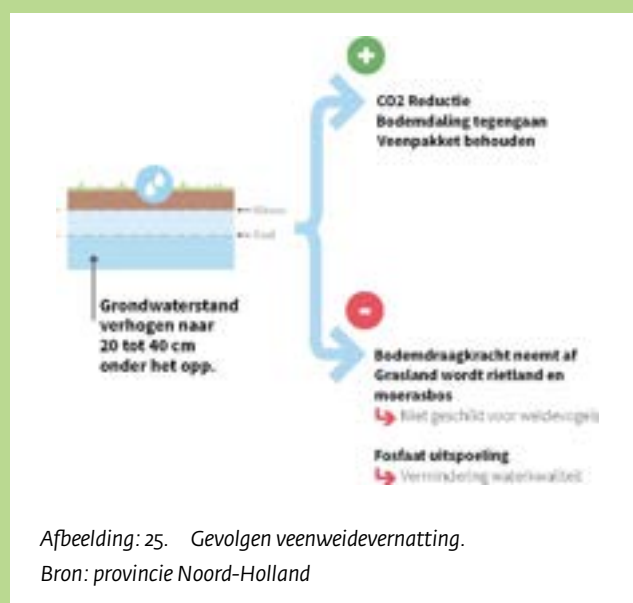 +
CO2 Reductie
Bodemdaling tegengaan
Veenpakket behouden
Nieuw
Oud
Grondwaterstand
verhogen naar
20 tot 40 cm
onder het opp.
-
Bodemdraagkracht neemt af
Grasland wordt rietland en
moerasbos
Niet geschikt voor weidevogels
Fosfaat uitspoeling
Vermindering waterkwaliteit
Afbeelding: 25. Gevolgen veenweidevernatting.
Bron: provincie Noord-Holland